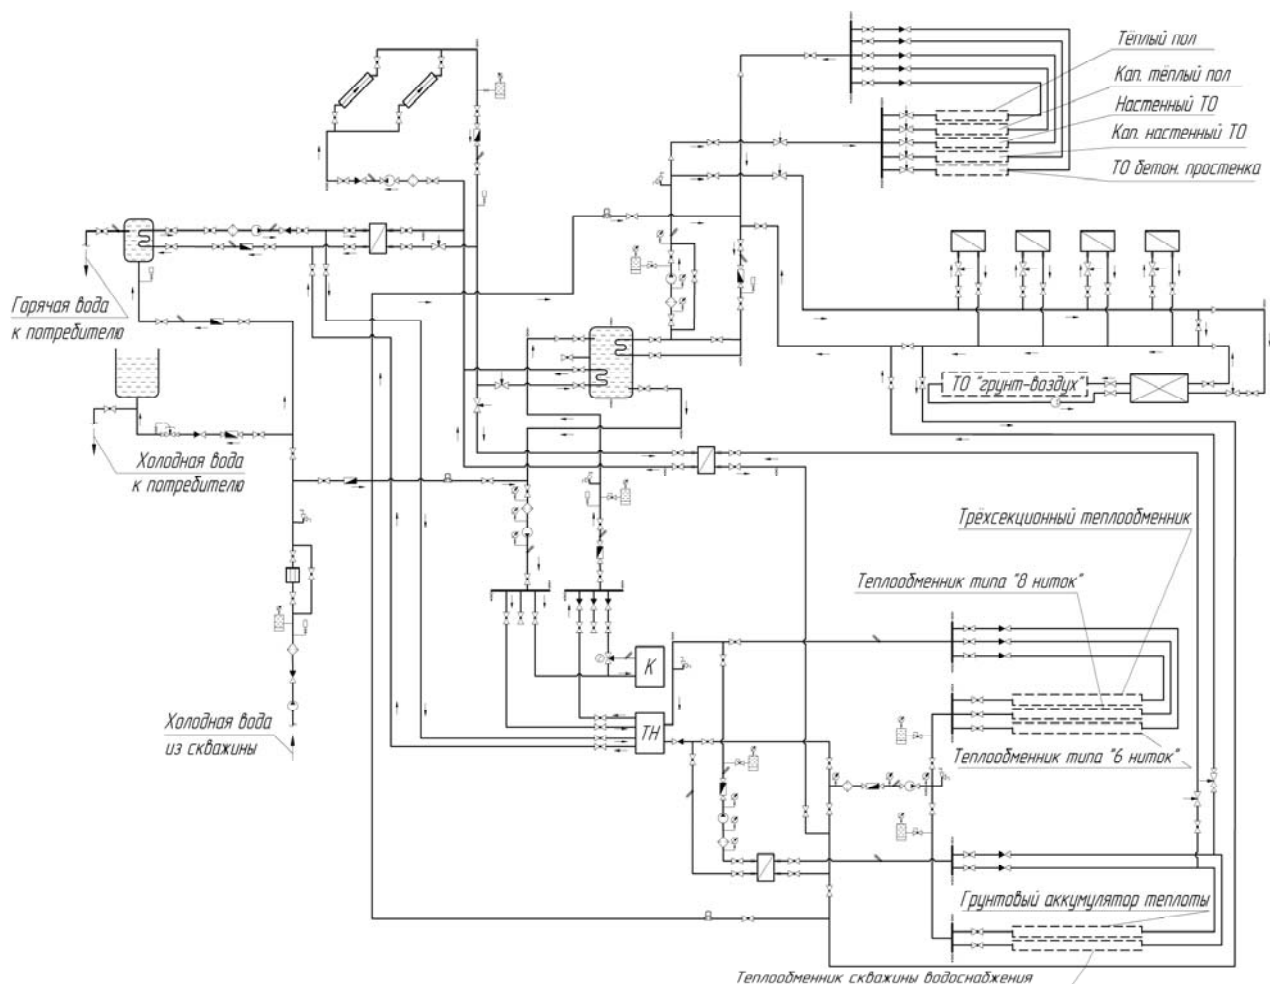 Тёплый пол
Кап. тёплый пол
Настенный ТО
Кап. настенный ТО
ТО бетон. простенка
Горячая вода
к потребителю
ТО "грунт-воздух"
Холодная вода
к потребителю
Трёхсекционный теплообменник
Теплообменник типа "8 ниток"
К
ТН
Холодная вода
из скважины
Теплообменник типа "6 ниток"
Грунтовый аккумулятор теплоты
Теплообменник скважины водоснабжения